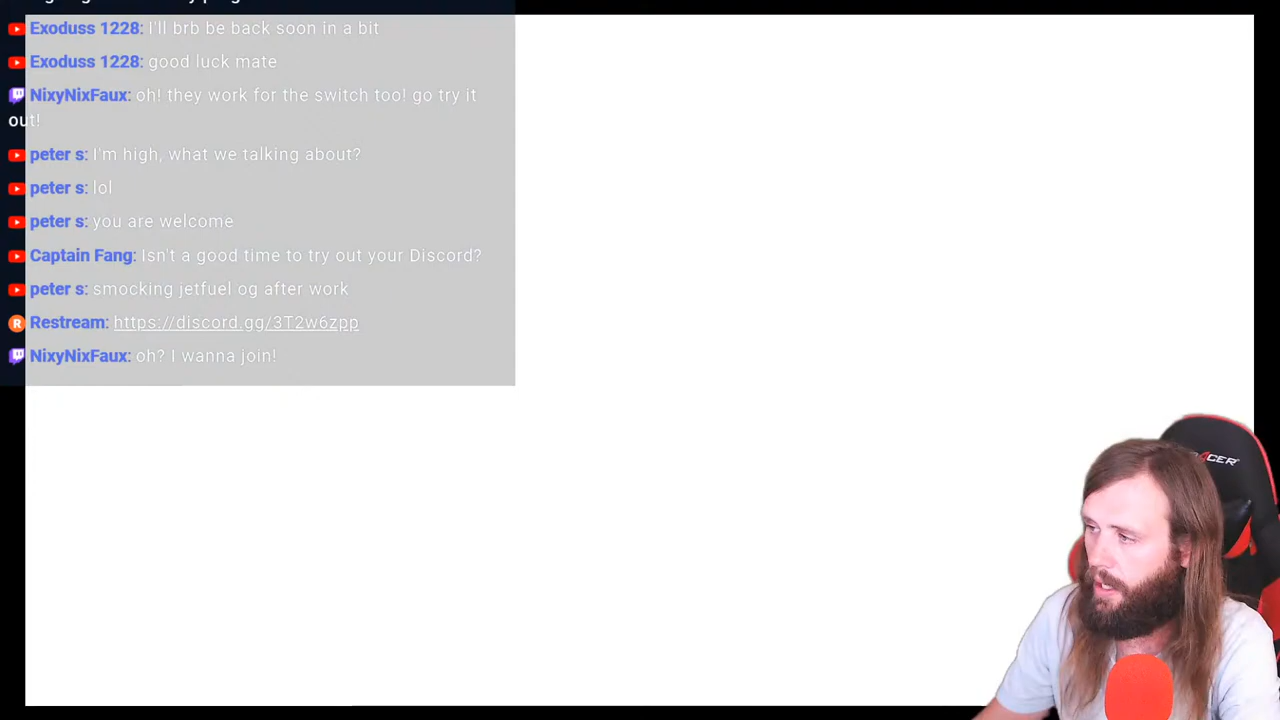 Exoduss 1228: I'll brb be back soon in a bit
Exoduss 1228: good luck mate
NixyNixFaux: oh! they work for the switch too! go try it
out!
peter s: I'm high, what we talking about?
peter s: lol
peter s: you are welcome
Captain Fang: Isn't a good time to try out your Discord?
peter s: smocking jetfuel og after work
Restream: https://discord.gg/3T2w6zpp
NixyNixFaux: oh? I wanna join!